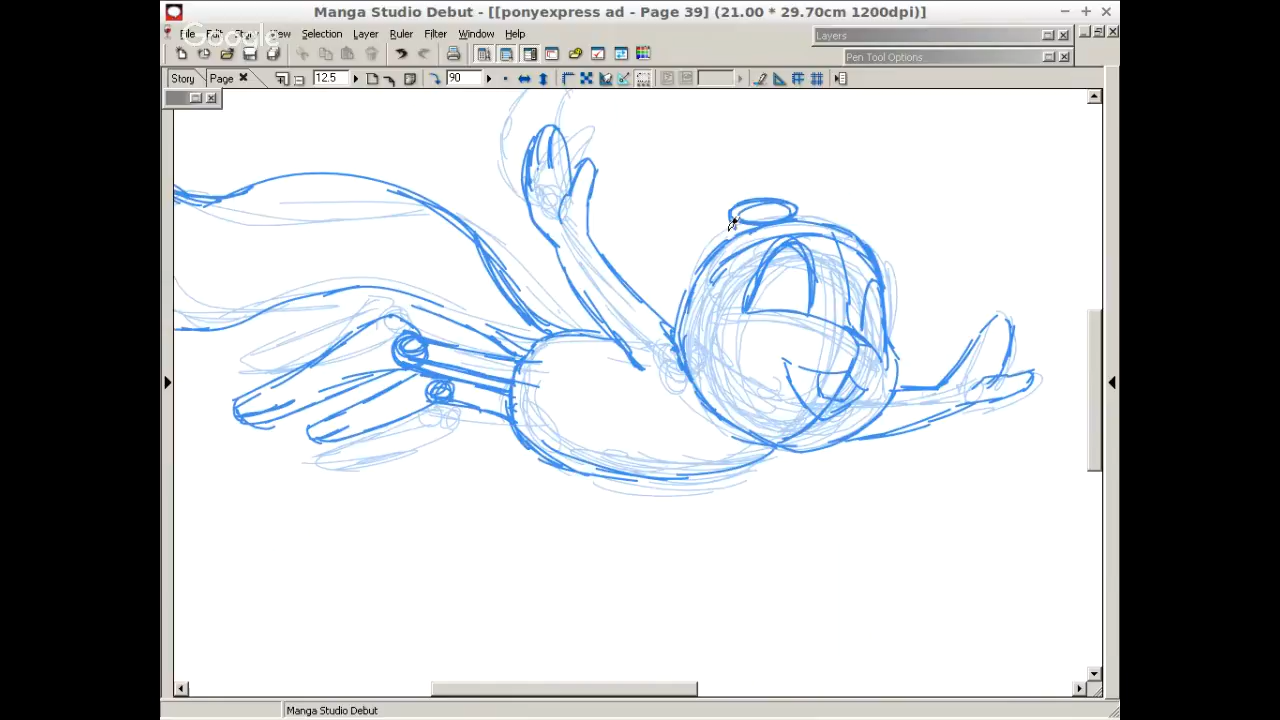 Manga Studio Debut - [[ponyexpress ad - Page 39] (21.00 * 29.70cm 1200dpi)]
Google
Selection Layer Ruler Filter Window Help
Layers
Pen Tool Options
Story Page 12.5 90
Manga Studio Debut